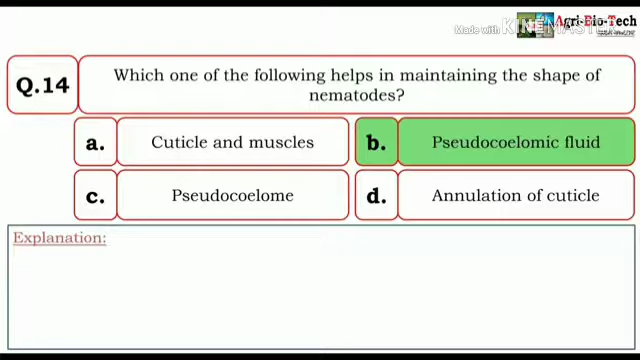 Agri-Bio-Tech
Made with KINEMASTER
Q.14
Which one of the following helps in maintaining the shape of
nematodes?
a.
Cuticle and muscles
b.
Pseudocoelomic fluid
c.
Pseudocoelome
d.
Annulation of cuticle
Explanation: